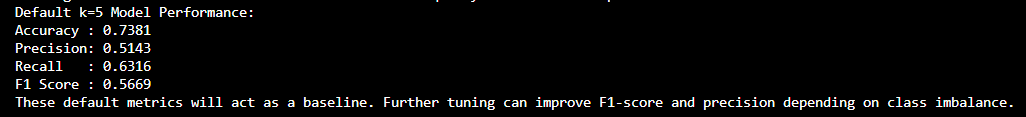 Default k=5 Model Performance:
Accuracy : 0.7381
Precision: 0.5143
Recall   : 0.6316
F1 Score : 0.5669
These default metrics will act as a baseline. Further tuning can improve F1-score and precision depending on class imbalance.